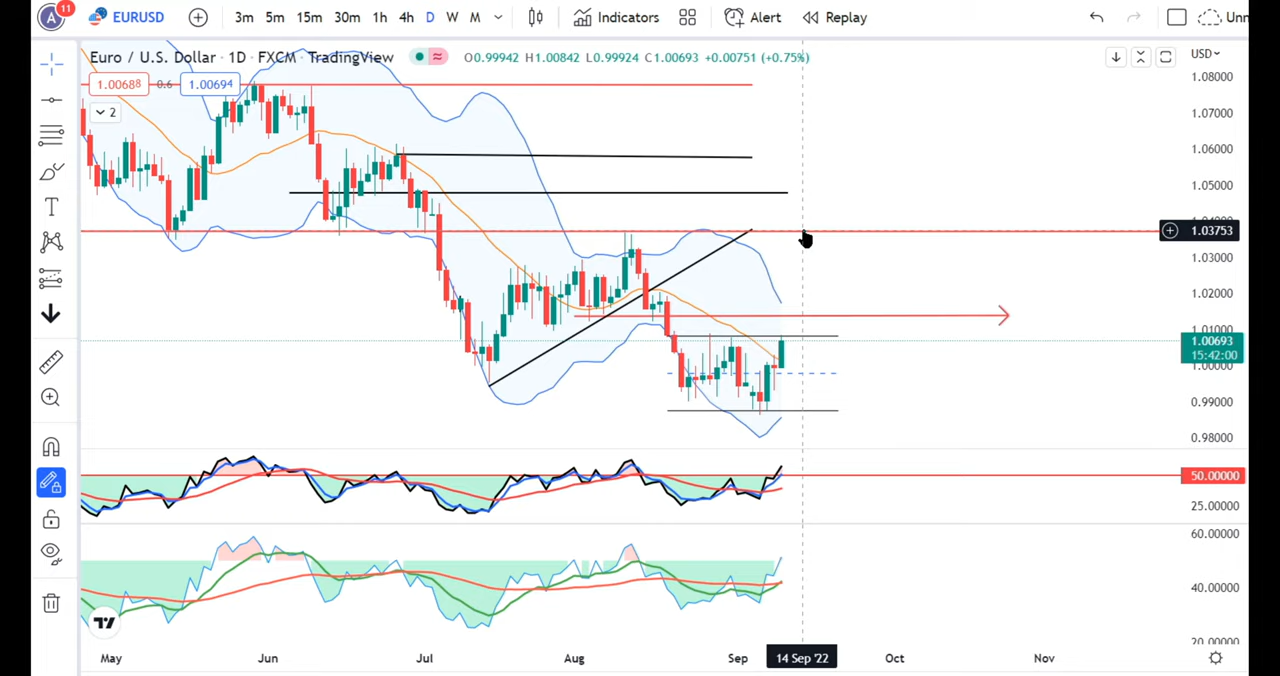 11
A
EURUSD
3m 5m 15m 30m 1h 4h D W M
Indicators
Alert
Replay
Unn
Euro / U.S. Dollar · 1D · FXCM · TradingView
O0.99942 H1.00842 L0.99924 C1.00693 +0.00751 (+0.75%)
USD
1.00688 0.6 1.00694
2
1.08000
1.07000
1.06000
1.05000
1.03753
1.03000
1.02000
1.01000
1.00693
15:42:00
1.00000
0.99000
0.98000
50.00000
25.00000
60.00000
40.00000
20.00000
T
May Jun Jul Aug Sep 14 Sep '22 Oct Nov